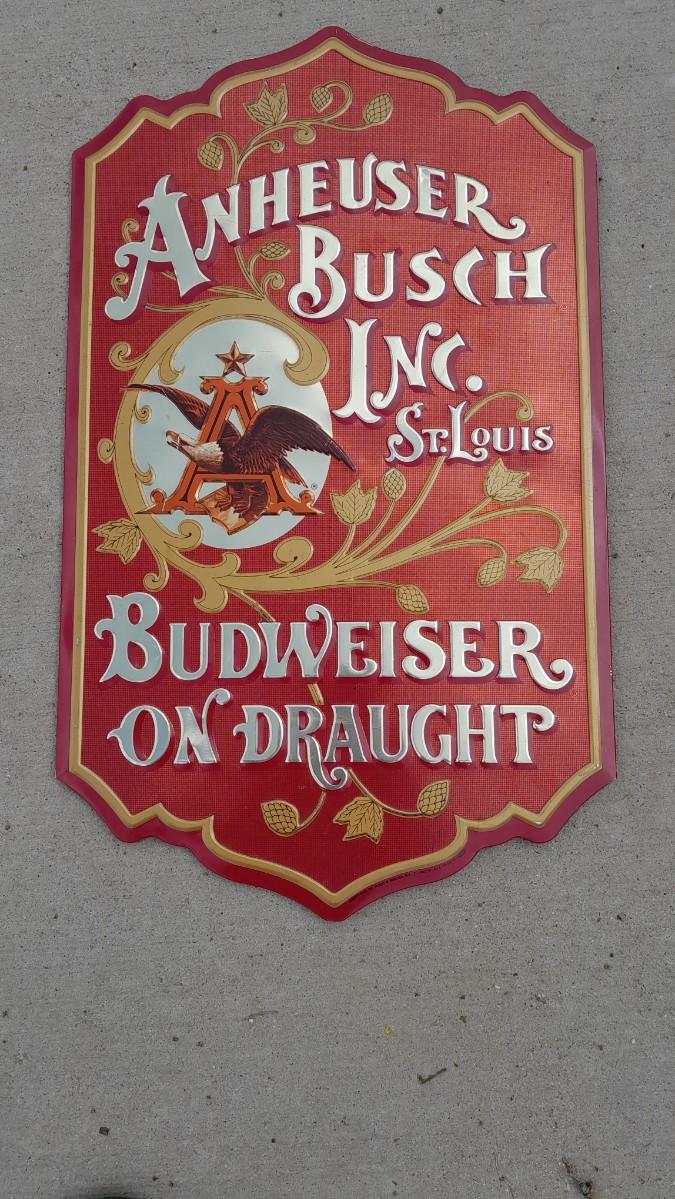 ANHEUSER
BUSCH
INC.
ST. LOUIS
A
®
BUDWEISER
ON DRAUGHT